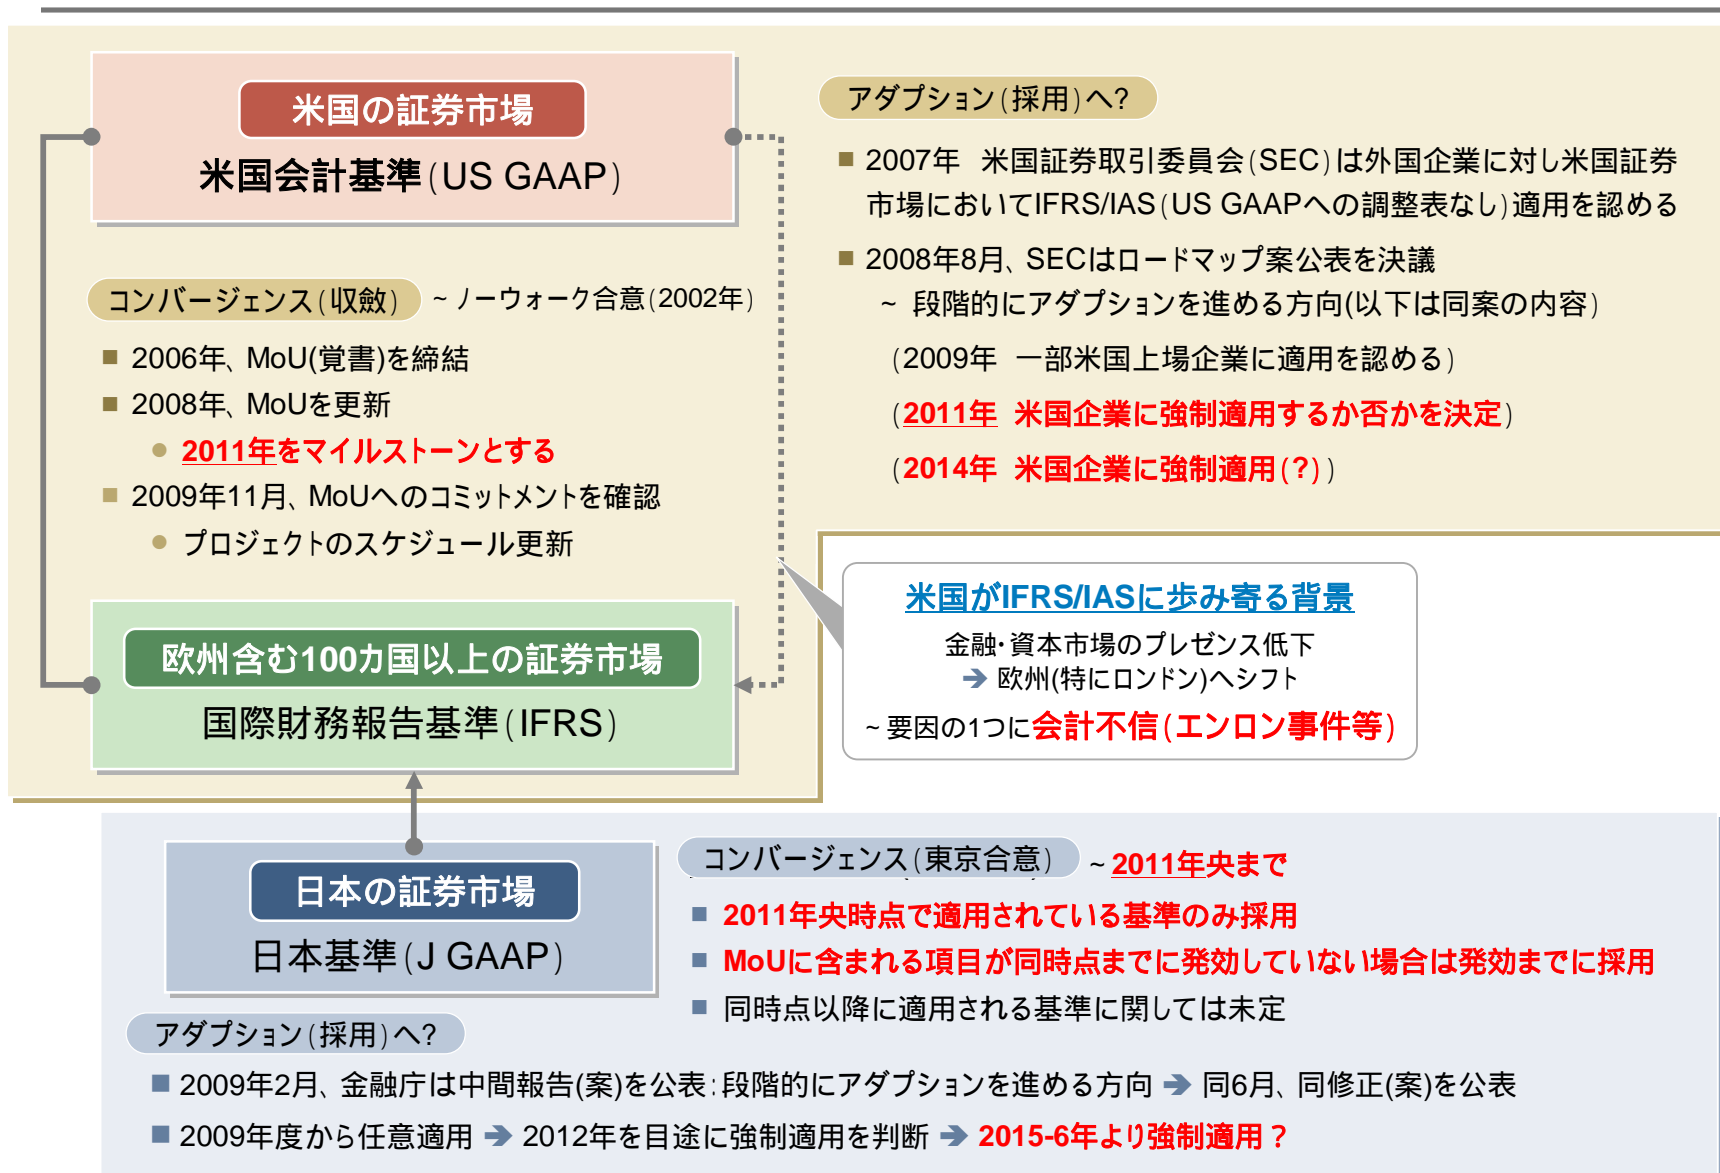 米国の証券市場
米国会計基準(US GAAP)
コンバージェンス(収斂) ~ ノーウォーク合意(2002年)
■ 2006年、MoU(覚書)を締結
■ 2008年、MoUを更新
● 2011年をマイルストーンとする
■ 2009年11月、MoUへのコミットメントを確認
● プロジェクトのスケジュール更新
欧州含む100カ国以上の証券市場
国際財務報告基準(IFRS)
アダプション(採用)へ?
■ 2007年 米国証券取引委員会(SEC)は外国企業に対し米国証券
市場においてIFRS/IAS(US GAAPへの調整表なし)適用を認める
■ 2008年8月、SECはロードマップ案公表を決議
~ 段階的にアダプションを進める方向(以下は同案の内容)
(2009年 一部米国上場企業に適用を認める)
(2011年 米国企業に強制適用するか否かを決定)
(2014年 米国企業に強制適用(?))
米国がIFRS/IASに歩み寄る背景
金融・資本市場のプレゼンス低下
➔ 欧州(特にロンドン)へシフト
~ 要因の1つに会計不信(エンロン事件等)
日本の証券市場
日本基準(J GAAP)
コンバージェンス(東京合意) ~ 2011年央まで
■ 2011年央時点で適用されている基準のみ採用
■ MoUに含まれる項目が同時点までに発効していない場合は発効までに採用
■ 同時点以降に適用される基準に関しては未定
アダプション(採用)へ?
■ 2009年2月、金融庁は中間報告(案)を公表:段階的にアダプションを進める方向 ➔ 同6月、同修正(案)を公表
■ 2009年度から任意適用 ➔ 2012年を目途に強制適用を判断 ➔ 2015-6年より強制適用?